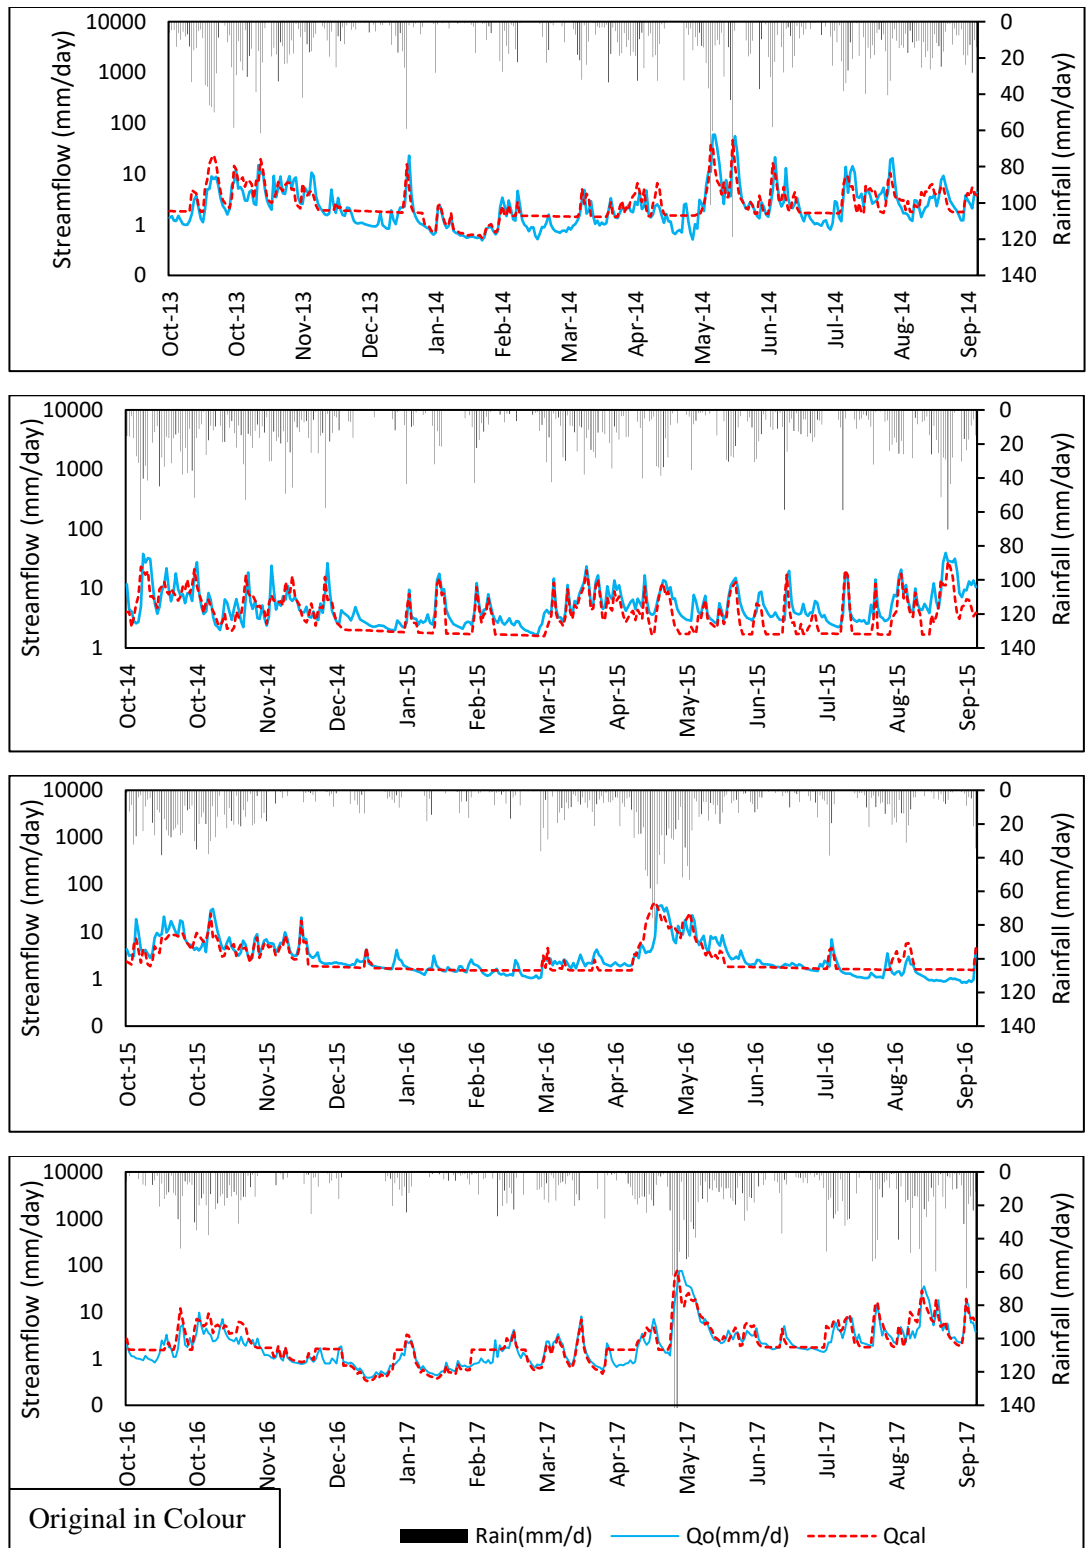 Streamflow (mm/day)
10000
1000
100
10
1
0
0
20
40
60
80
100
120
140
Rainfall (mm/day)
Oct-13
Oct-13
Nov-13
Dec-13
Jan-14
Feb-14
Mar-14
Apr-14
May-14
Jun-14
Jul-14
Aug-14
Sep-14
Streamflow (mm/day)
10000
1000
100
10
1
0
20
40
60
80
100
120
140
Rainfall (mm/day)
Oct-14
Oct-14
Nov-14
Dec-14
Jan-15
Feb-15
Mar-15
Apr-15
May-15
Jun-15
Jul-15
Aug-15
Sep-15
Streamflow (mm/day)
10000
1000
100
10
1
0
0
20
40
60
80
100
120
140
Rainfall (mm/day)
Oct-15
Oct-15
Nov-15
Dec-15
Jan-16
Feb-16
Mar-16
Apr-16
May-16
Jun-16
Jul-16
Aug-16
Sep-16
Streamflow (mm/day)
10000
1000
100
10
1
0
0
20
40
60
80
100
120
140
Rainfall (mm/day)
Oct-16
Oct-16
Nov-16
Dec-16
Jan-17
Feb-17
Mar-17
Apr-17
May-17
Jun-17
Jul-17
Aug-17
Sep-17
Original in Colour
Rain(mm/d) Qo(mm/d) Qcal